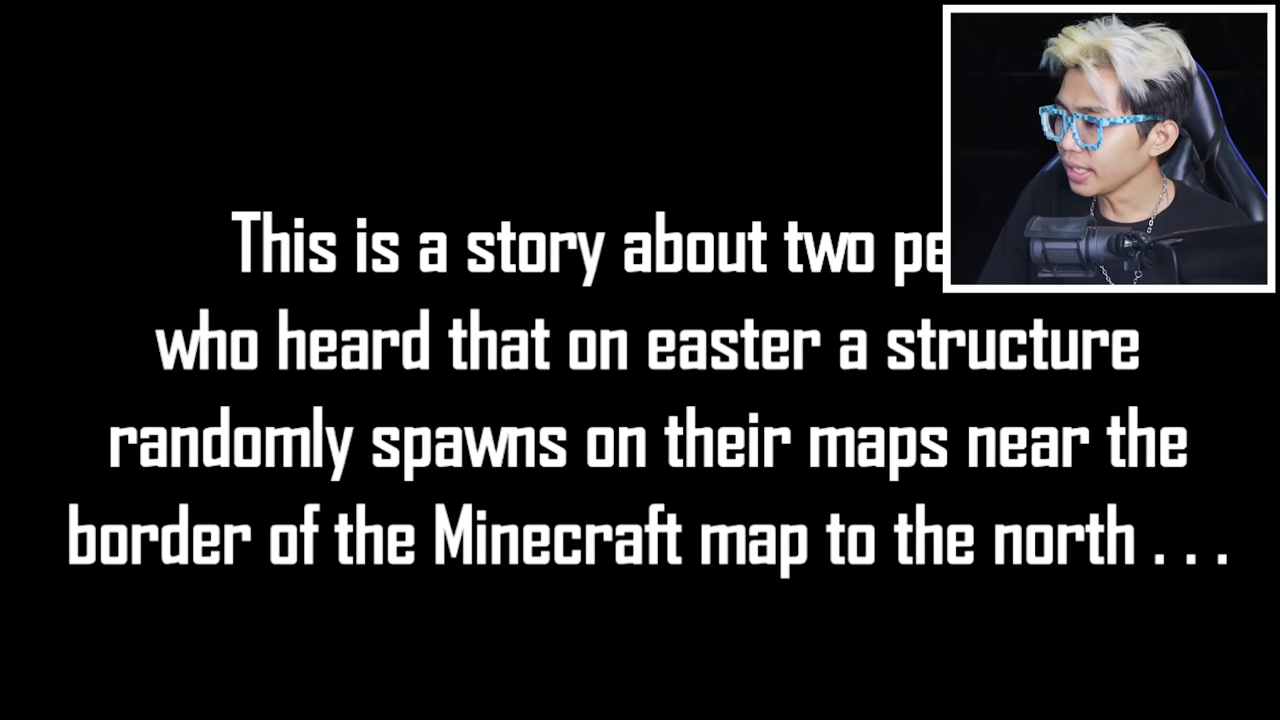 This is a story about two
who heard that on easter a structure
randomly spawns on their maps near the
border of the Minecraft map to the north . . .